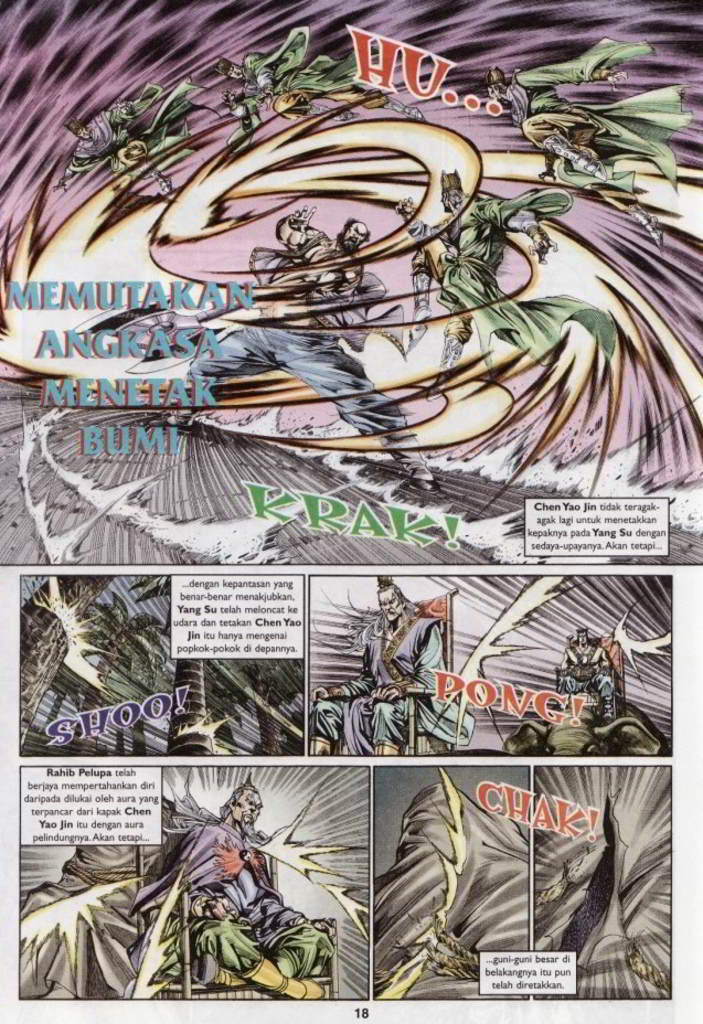 HU...
MEMUTAKAN
ANGKASA
MENETAK
BUMI
KRAK!
Chen Yao Jin tidak teragak-
agak lagi untuk menetakkan
kepaknya pada Yang Su dengan
sedaya-upayanya. Akan tetapi...
...dengan kepantasan yang
benar-benar menakjubkan,
Yang Su telah meloncat ke
udara dan tetakan Chen Yao
Jin itu hanya mengenai
popkok-pokok di depannya.
SHOO!
PONG!
Rahib Pelupa telah
berjaya mempertahankan diri
daripada dilukai oleh aura yang
terpancar dari kapak Chen
Yao Jin itu dengan aura
pelindungnya. Akan tetapi...
CHAK!
...guni-guni besar di
belakangnya itu pun
telah diretakkan.
18